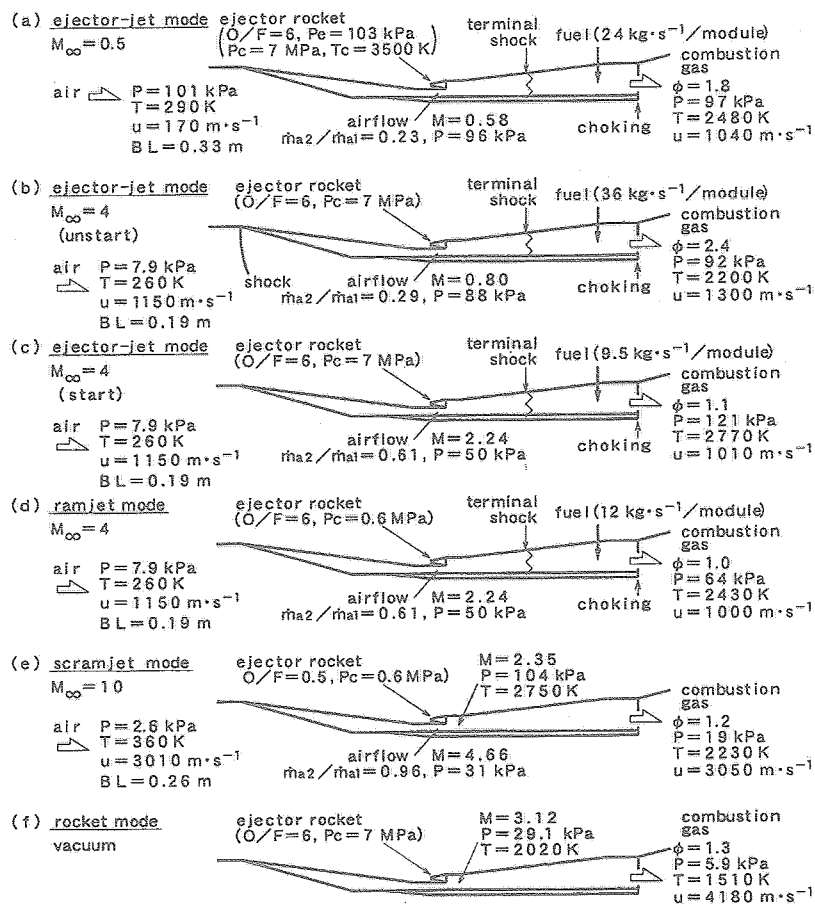 (a) ejector-jet mode
M∞=0.5
ejector rocket
(O/F=6, Pe=103 kPa
Pc=7 MPa, Tc=3500 K)
terminal
shock
fuel(24 kg·s⁻¹/module)
combustion
gas
air
P=101 kPa
T=290 K
u=170 m·s⁻¹
BL=0.33 m
airflow M=0.58
ṁa2/ṁa1=0.23, P=96 kPa
choking
ϕ=1.8
P=97 kPa
T=2480 K
u=1040 m·s⁻¹
(b) ejector-jet mode
M∞=4
(unstart)
ejector rocket
(O/F=6, Pc=7 MPa)
terminal
shock
fuel(36 kg·s⁻¹/module)
combustion
gas
air
P=7.9 kPa
T=260 K
u=1150 m·s⁻¹
BL=0.19 m
shock
airflow M=0.80
ṁa2/ṁa1=0.29, P=88 kPa
choking
ϕ=2.4
P=92 kPa
T=2200 K
u=1300 m·s⁻¹
(c) ejector-jet mode
M∞=4
(start)
ejector rocket
(O/F=6, Pc=7 MPa)
terminal
shock
fuel(9.5 kg·s⁻¹/module)
combustion
gas
air
P=7.9 kPa
T=260 K
u=1150 m·s⁻¹
BL=0.19 m
airflow M=2.24
ṁa2/ṁa1=0.61, P=50 kPa
choking
ϕ=1.1
P=121 kPa
T=2770 K
u=1010 m·s⁻¹
(d) ramjet mode
M∞=4
ejector rocket
(O/F=6, Pc=0.6 MPa)
terminal
shock
fuel(12 kg·s⁻¹/module)
combustion
gas
air
P=7.9 kPa
T=260 K
u=1150 m·s⁻¹
BL=0.19 m
airflow M=2.24
ṁa2/ṁa1=0.61, P=50 kPa
choking
ϕ=1.0
P=64 kPa
T=2430 K
u=1000 m·s⁻¹
(e) scramjet mode
M∞=10
ejector rocket
(O/F=0.5, Pc=0.6 MPa)
M=2.35
P=104 kPa
T=2750 K
combustion
gas
air
P=2.6 kPa
T=360 K
u=3010 m·s⁻¹
BL=0.26 m
airflow M=4.66
ṁa2/ṁa1=0.96, P=31 kPa
ϕ=1.2
P=19 kPa
T=2230 K
u=3050 m·s⁻¹
(f) rocket mode
vacuum
ejector rocket
(O/F=6, Pc=7 MPa)
M=3.12
P=29.1 kPa
T=2020 K
combustion
gas
ϕ=1.3
P=5.9 kPa
T=1510 K
u=4180 m·s⁻¹